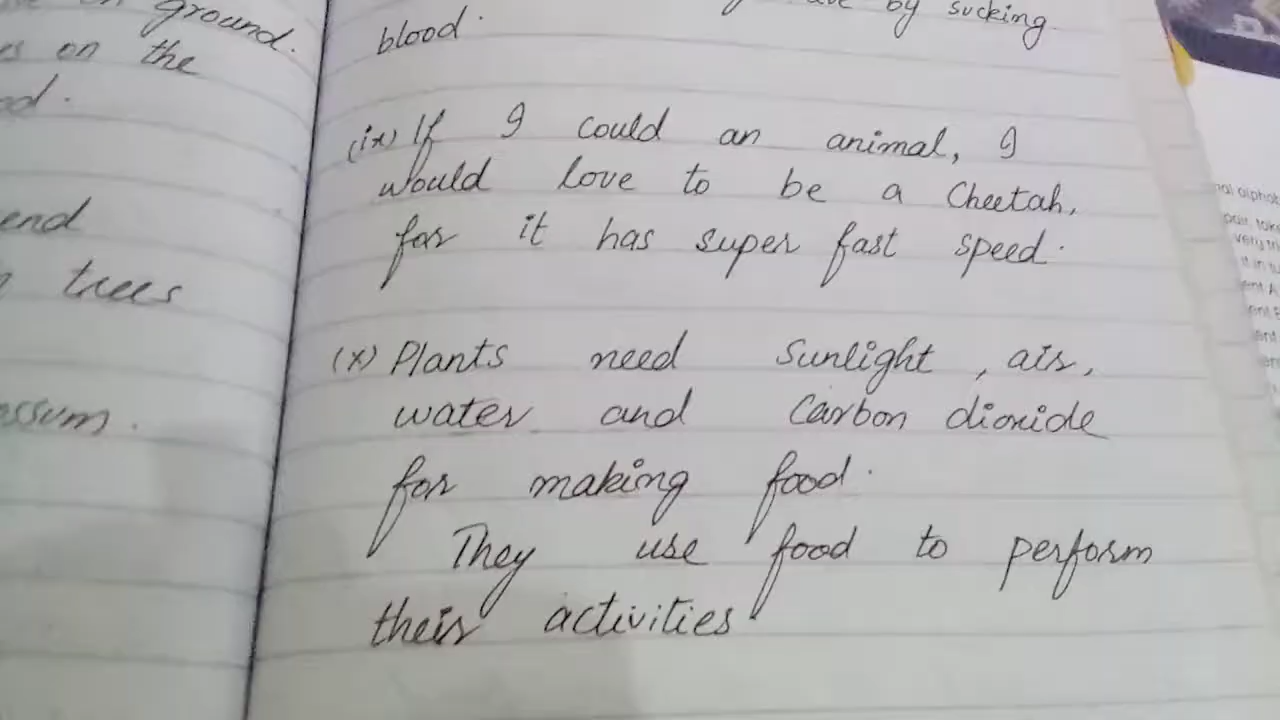 ground.
on the
end
trees
by sucking
blood.
(ix) If I could an animal, I
would love to be a Cheetah,
for it has super fast speed.
(x) Plants need Sunlight, air,
water and Carbon dioxide
for making food.
They use food to perform
their activities